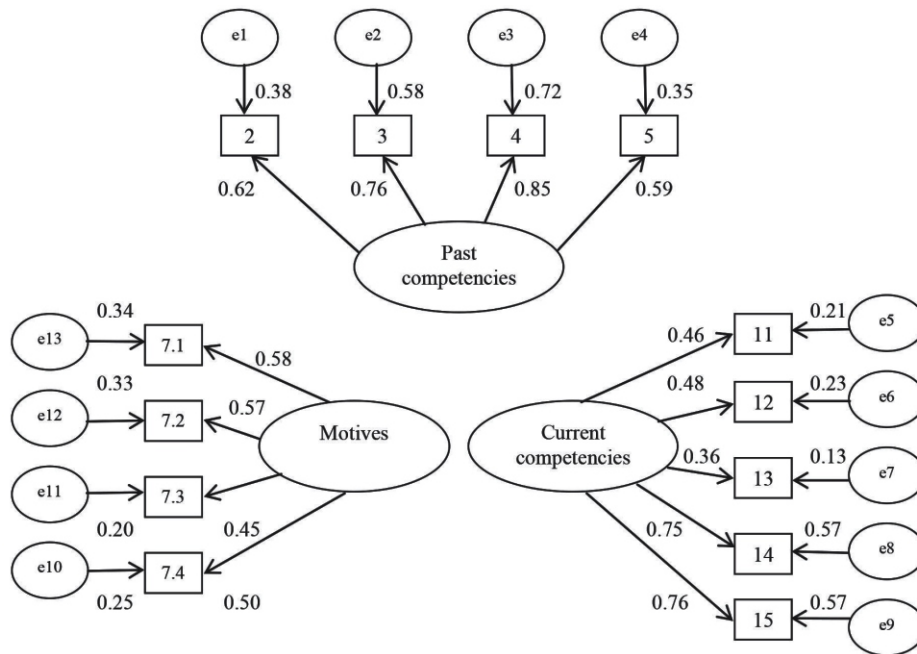 e1 e2 e3 e4
0.38 0.58 0.72 0.35
2 3 4 5
0.62 0.76 0.85 0.59
Past
competencies
0.34
e13 7.1
0.58
0.33
e12 7.2
0.57
Motives
e11 7.3
0.20 0.45
e10 7.4
0.25 0.50
0.46 11 0.21 e5
0.48 12 0.23 e6
Current
competencies
0.36 13 0.13 e7
0.75 14 0.57 e8
0.76 15 0.57 e9